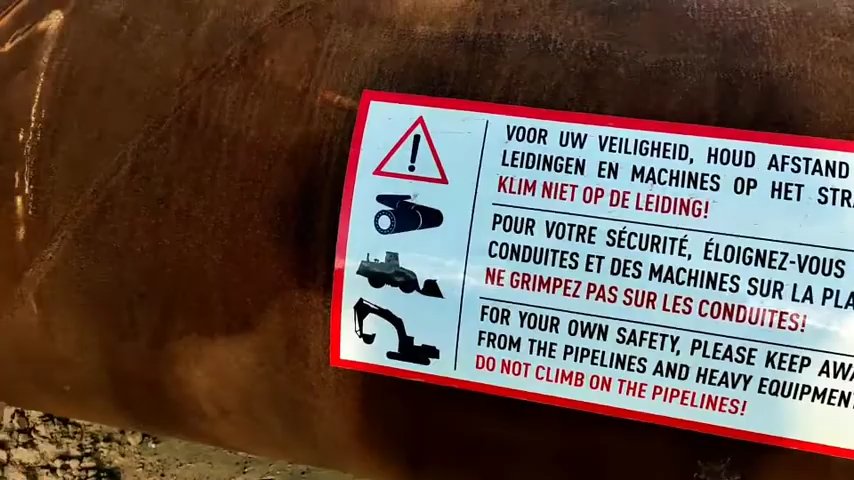 VOOR UW VEILIGHEID, HOUD AFSTAND
LEIDINGEN EN MACHINES OP HET
KLIM NIET OP DE LEIDING!
POUR VOTRE SÉCURITÉ, ÉLOIGNEZ-VOUS
CONDUITES ET DES MACHINES SUR LA
NE GRIMPEZ PAS SUR LES CONDUITES!
FOR YOUR OWN SAFETY, PLEASE KEEP
FROM THE PIPELINES AND HEAVY EQUIPMENT
DO NOT CLIMB ON THE PIPELINES!